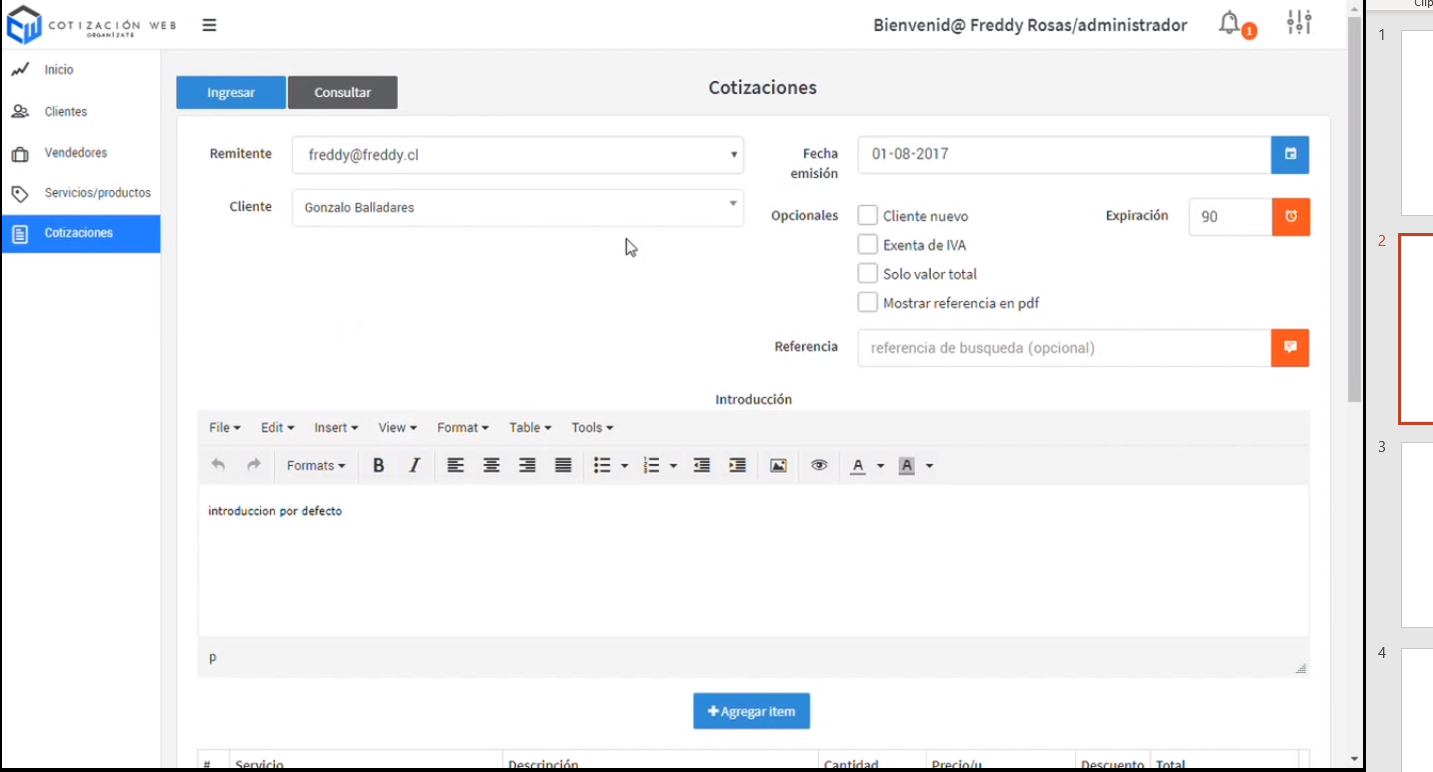 COTIZACIÓN WEB
ORGANÍZATE
Bienvenid@ Freddy Rosas/administrador
1
Inicio
Clientes
Vendedores
Servicios/productos
Cotizaciones
Ingresar
Consultar
Cotizaciones
Remitente
freddy@freddy.cl
Fecha
emisión
01-08-2017
Cliente
Gonzalo Balladares
Opcionales
Cliente nuevo
Exenta de IVA
Solo valor total
Mostrar referencia en pdf
Expiración
90
Referencia
referencia de busqueda (opcional)
Introducción
File Edit Insert View Format Table Tools
Formats B I A A
introduccion por defecto
p
+Agregar item
# Servicio Descripción Cantidad Precio/u Descuento Total
1
2
3
4